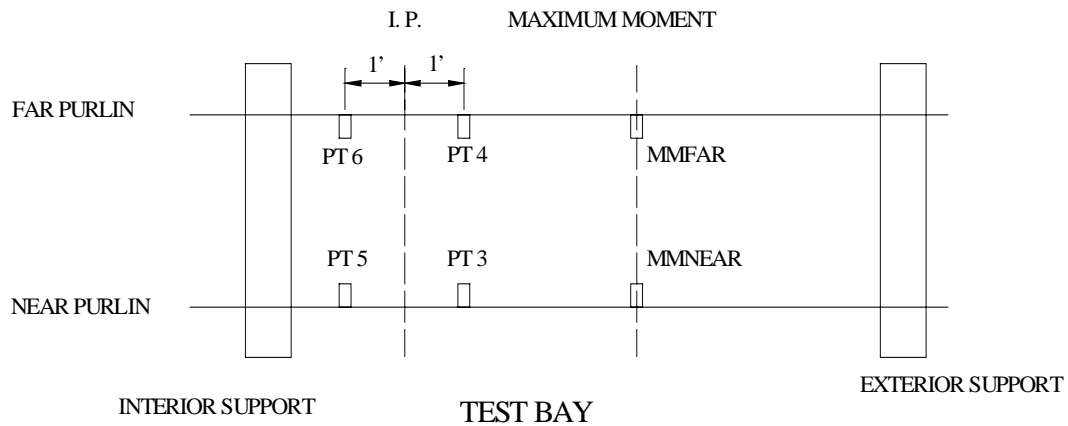 I. P.
MAXIMUM MOMENT
1’
1’
FAR PURLIN
PT 6
PT 4
MMFAR
PT 5
PT 3
MMNEAR
NEAR PURLIN
INTERIOR SUPPORT
TEST BAY
EXTERIOR SUPPORT